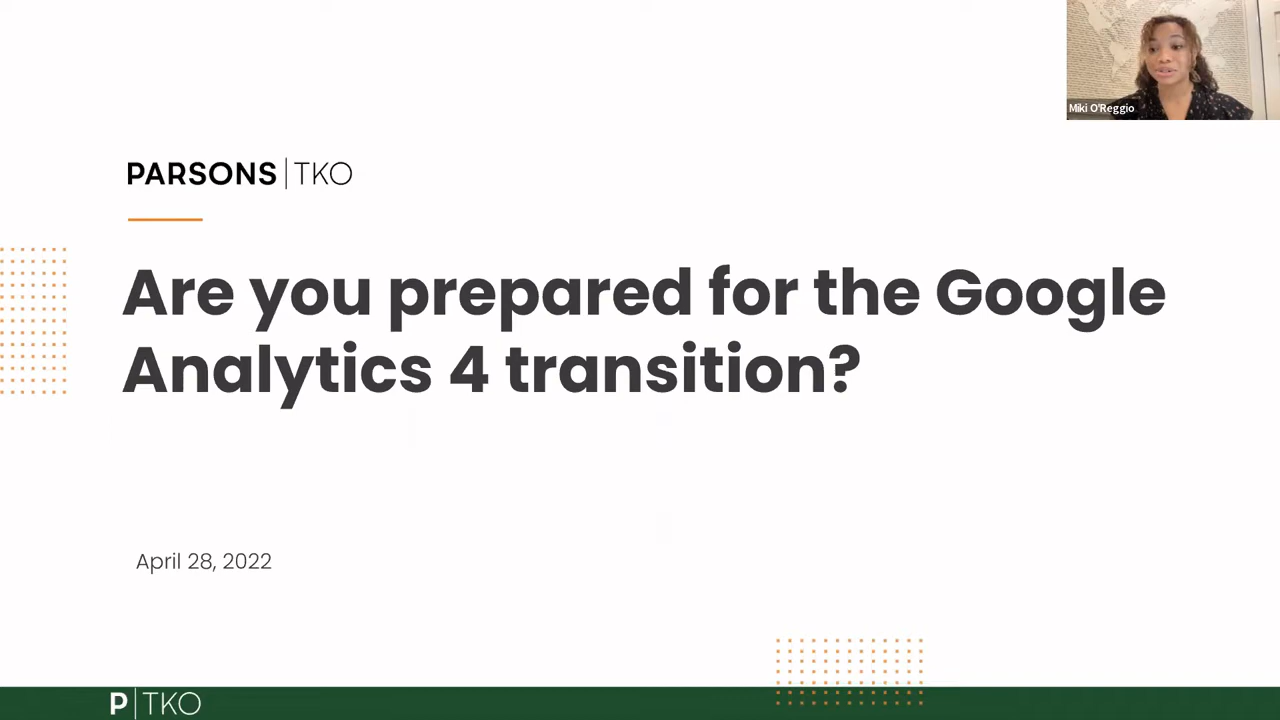 Miki O'Reggio
PARSONS|TKO
Are you prepared for the Google
Analytics 4 transition?
April 28, 2022
P|TKO